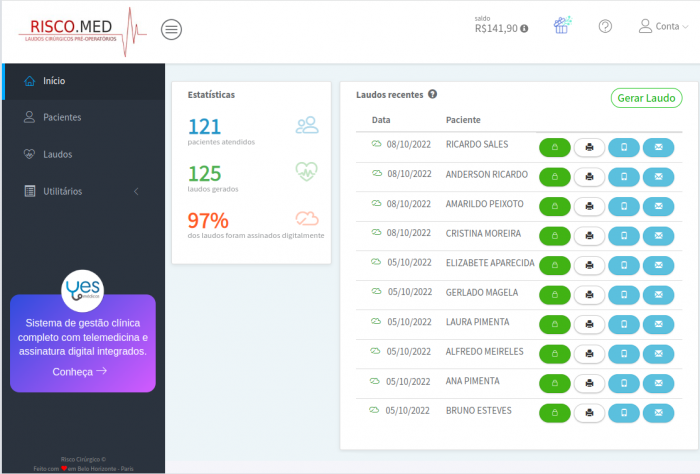 RISCO.MED
LAUDOS CIRÚRGICOS PRÉ-OPERATÓRIOS
saldo
R$141,90
Conta
Início
Pacientes
Laudos
Utilitários
Yes
Sistema de gestão clínica
completo com telemedicina e
assinatura digital integrados.
Conheça →
Risco Cirúrgico ©
Feito com ❤ em Belo Horizonte - Paris
Estatísticas
121
pacientes atendidos
125
laudos gerados
97%
dos laudos foram assinados digitalmente
Laudos recentes
Gerar Laudo
Data Paciente
08/10/2022 RICARDO SALES
08/10/2022 ANDERSON RICARDO
08/10/2022 AMARILDO PEIXOTO
08/10/2022 CRISTINA MOREIRA
05/10/2022 ELIZABETE APARECIDA
05/10/2022 GERLADO MAGELA
05/10/2022 LAURA PIMENTA
05/10/2022 ALFREDO MEIRELES
05/10/2022 ANA PIMENTA
05/10/2022 BRUNO ESTEVES